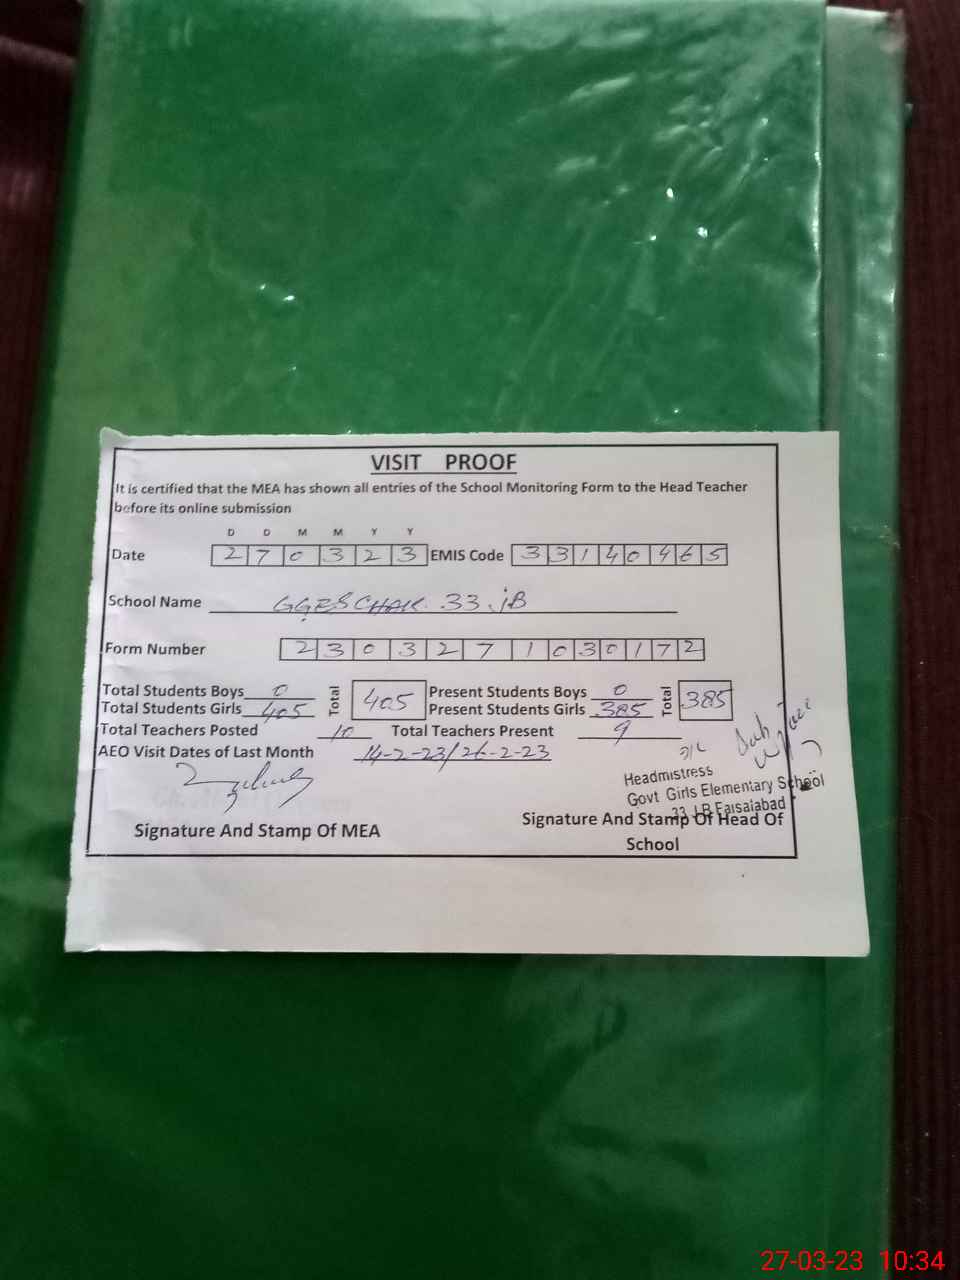 VISIT PROOF
It is certified that the MEA has shown all entries of the School Monitoring Form to the Head Teacher
before its online submission
D D M M Y Y
Date 2 7 0 3 2 3 EMIS Code 3 3 1 4 0 4 6 5
School Name GGES CHAK. 33.JB
Form Number 2 3 0 3 2 7 1 0 3 0 1 7 2
Total Students Boys 0 Total 405 Present Students Boys 0 Total 385
Total Students Girls 405 Present Students Girls 385
Total Teachers Posted 10 Total Teachers Present 9
AEO Visit Dates of Last Month 14-2-23/26-2-23
Headmistress
Govt Girls Elementary School
33 J.B Faisalabad
Signature And Stamp Of MEA
Signature And Stamp Of Head Of
School
27-03-23 10:34